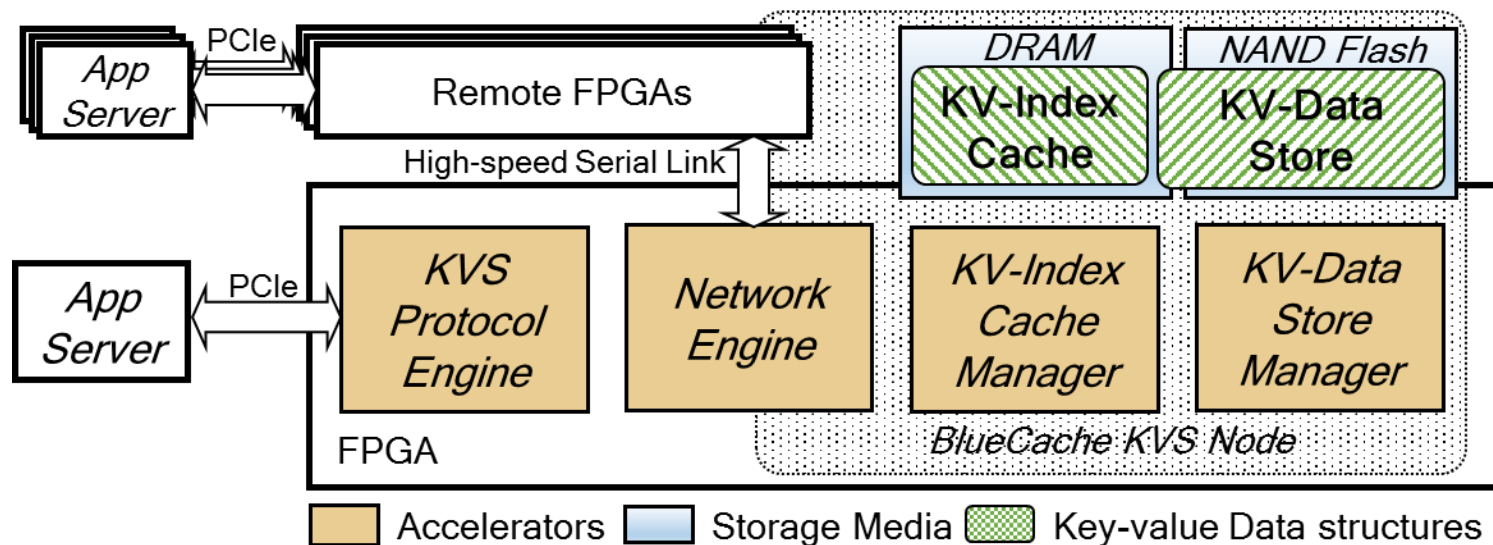 PCIe
App
Server
Remote FPGAs
DRAM
KV-Index
Cache
NAND Flash
KV-Data
Store
High-speed Serial Link
App
Server
PCIe
KVS
Protocol
Engine
Network
Engine
KV-Index
Cache
Manager
KV-Data
Store
Manager
FPGA
BlueCache KVS Node
Accelerators
Storage Media
Key-value Data structures